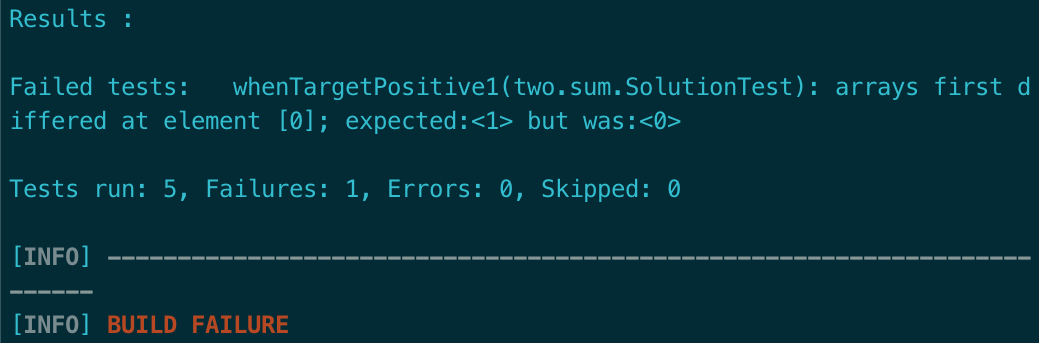 Results :
Failed tests:   whenTargetPositive1(two.sum.SolutionTest): arrays first d
iffered at element [0]; expected:<1> but was:<0>
Tests run: 5, Failures: 1, Errors: 0, Skipped: 0
[INFO] ------------------------------------------------------------------
------
[INFO] BUILD FAILURE